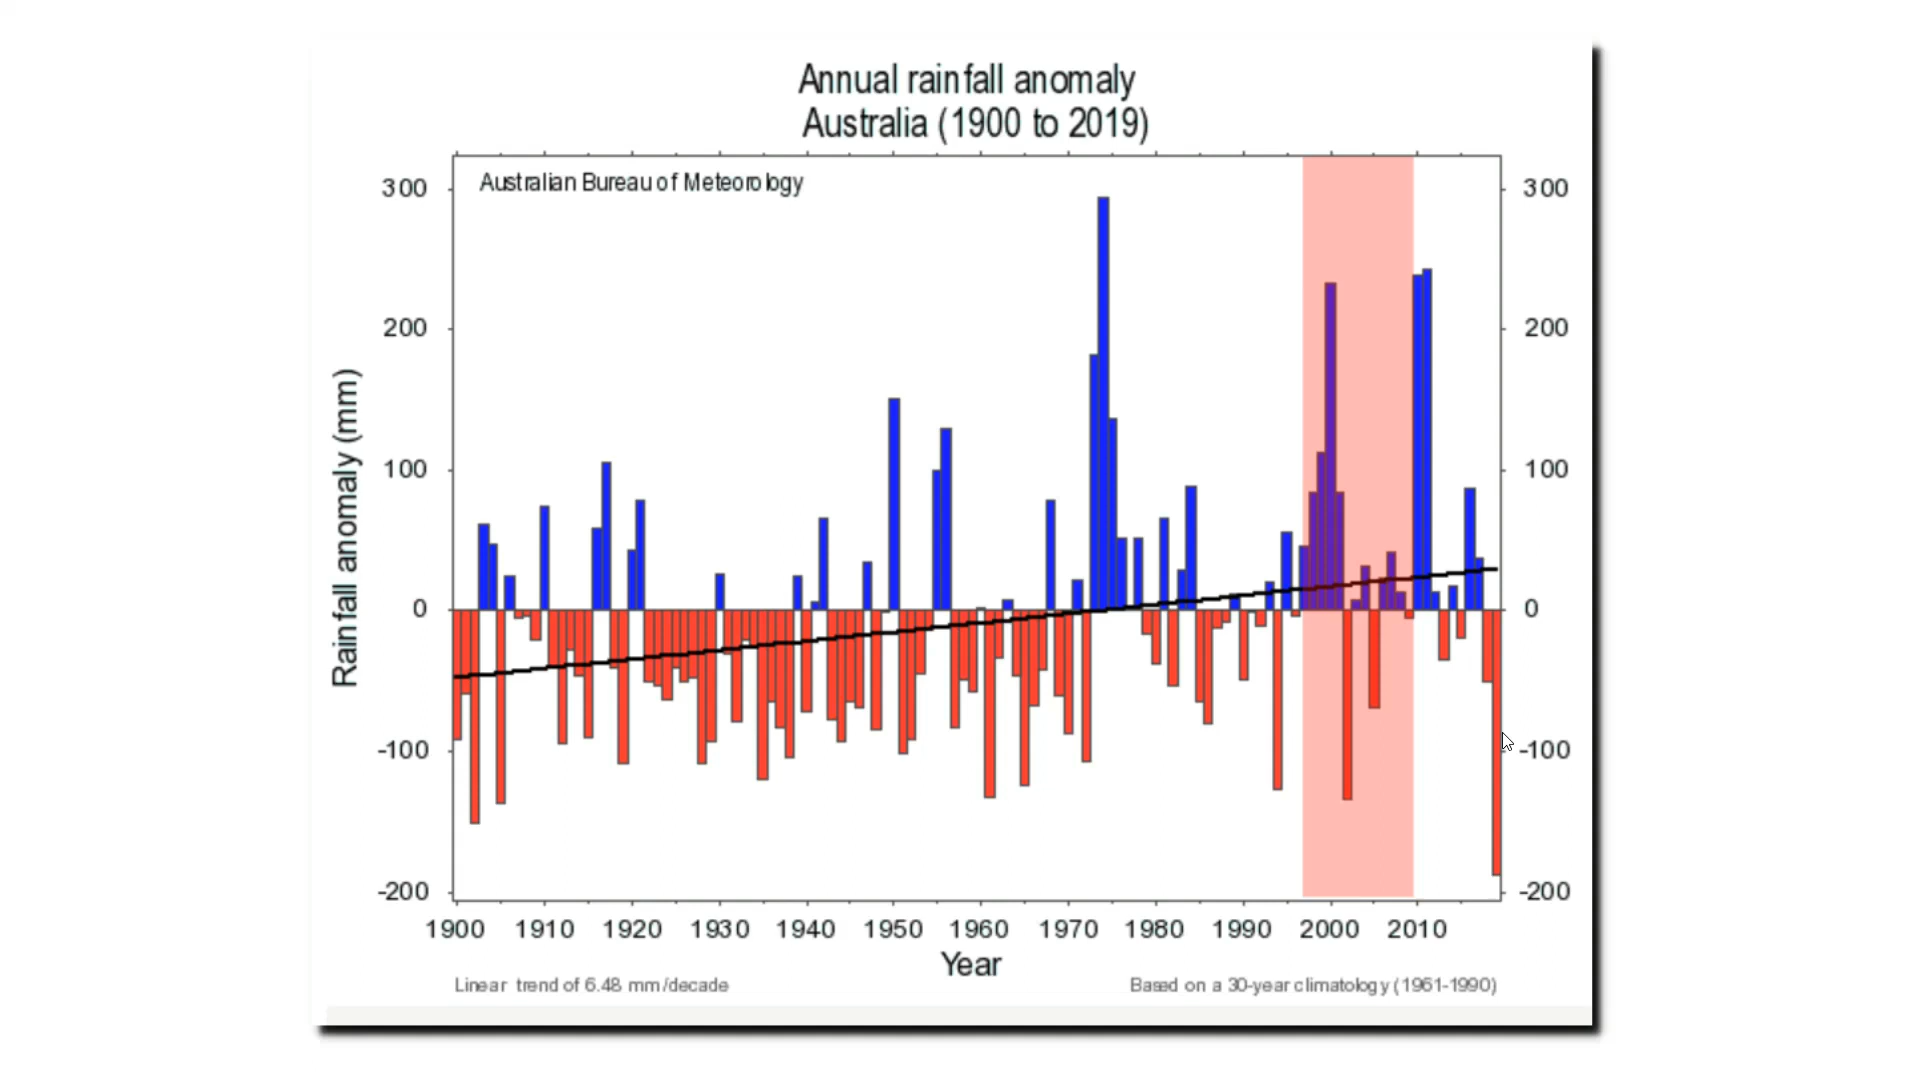 Annual rainfall anomaly
Australia (1900 to 2019)
Australian Bureau of Meteorology
300
200
100
0
-100
-200
300
200
100
0
-100
-200
Rainfall anomaly (mm)
1900 1910 1920 1930 1940 1950 1960 1970 1980 1990 2000 2010
Year
Linear trend of 6.48 mm/decade
Based on a 30-year climatology (1961-1990)